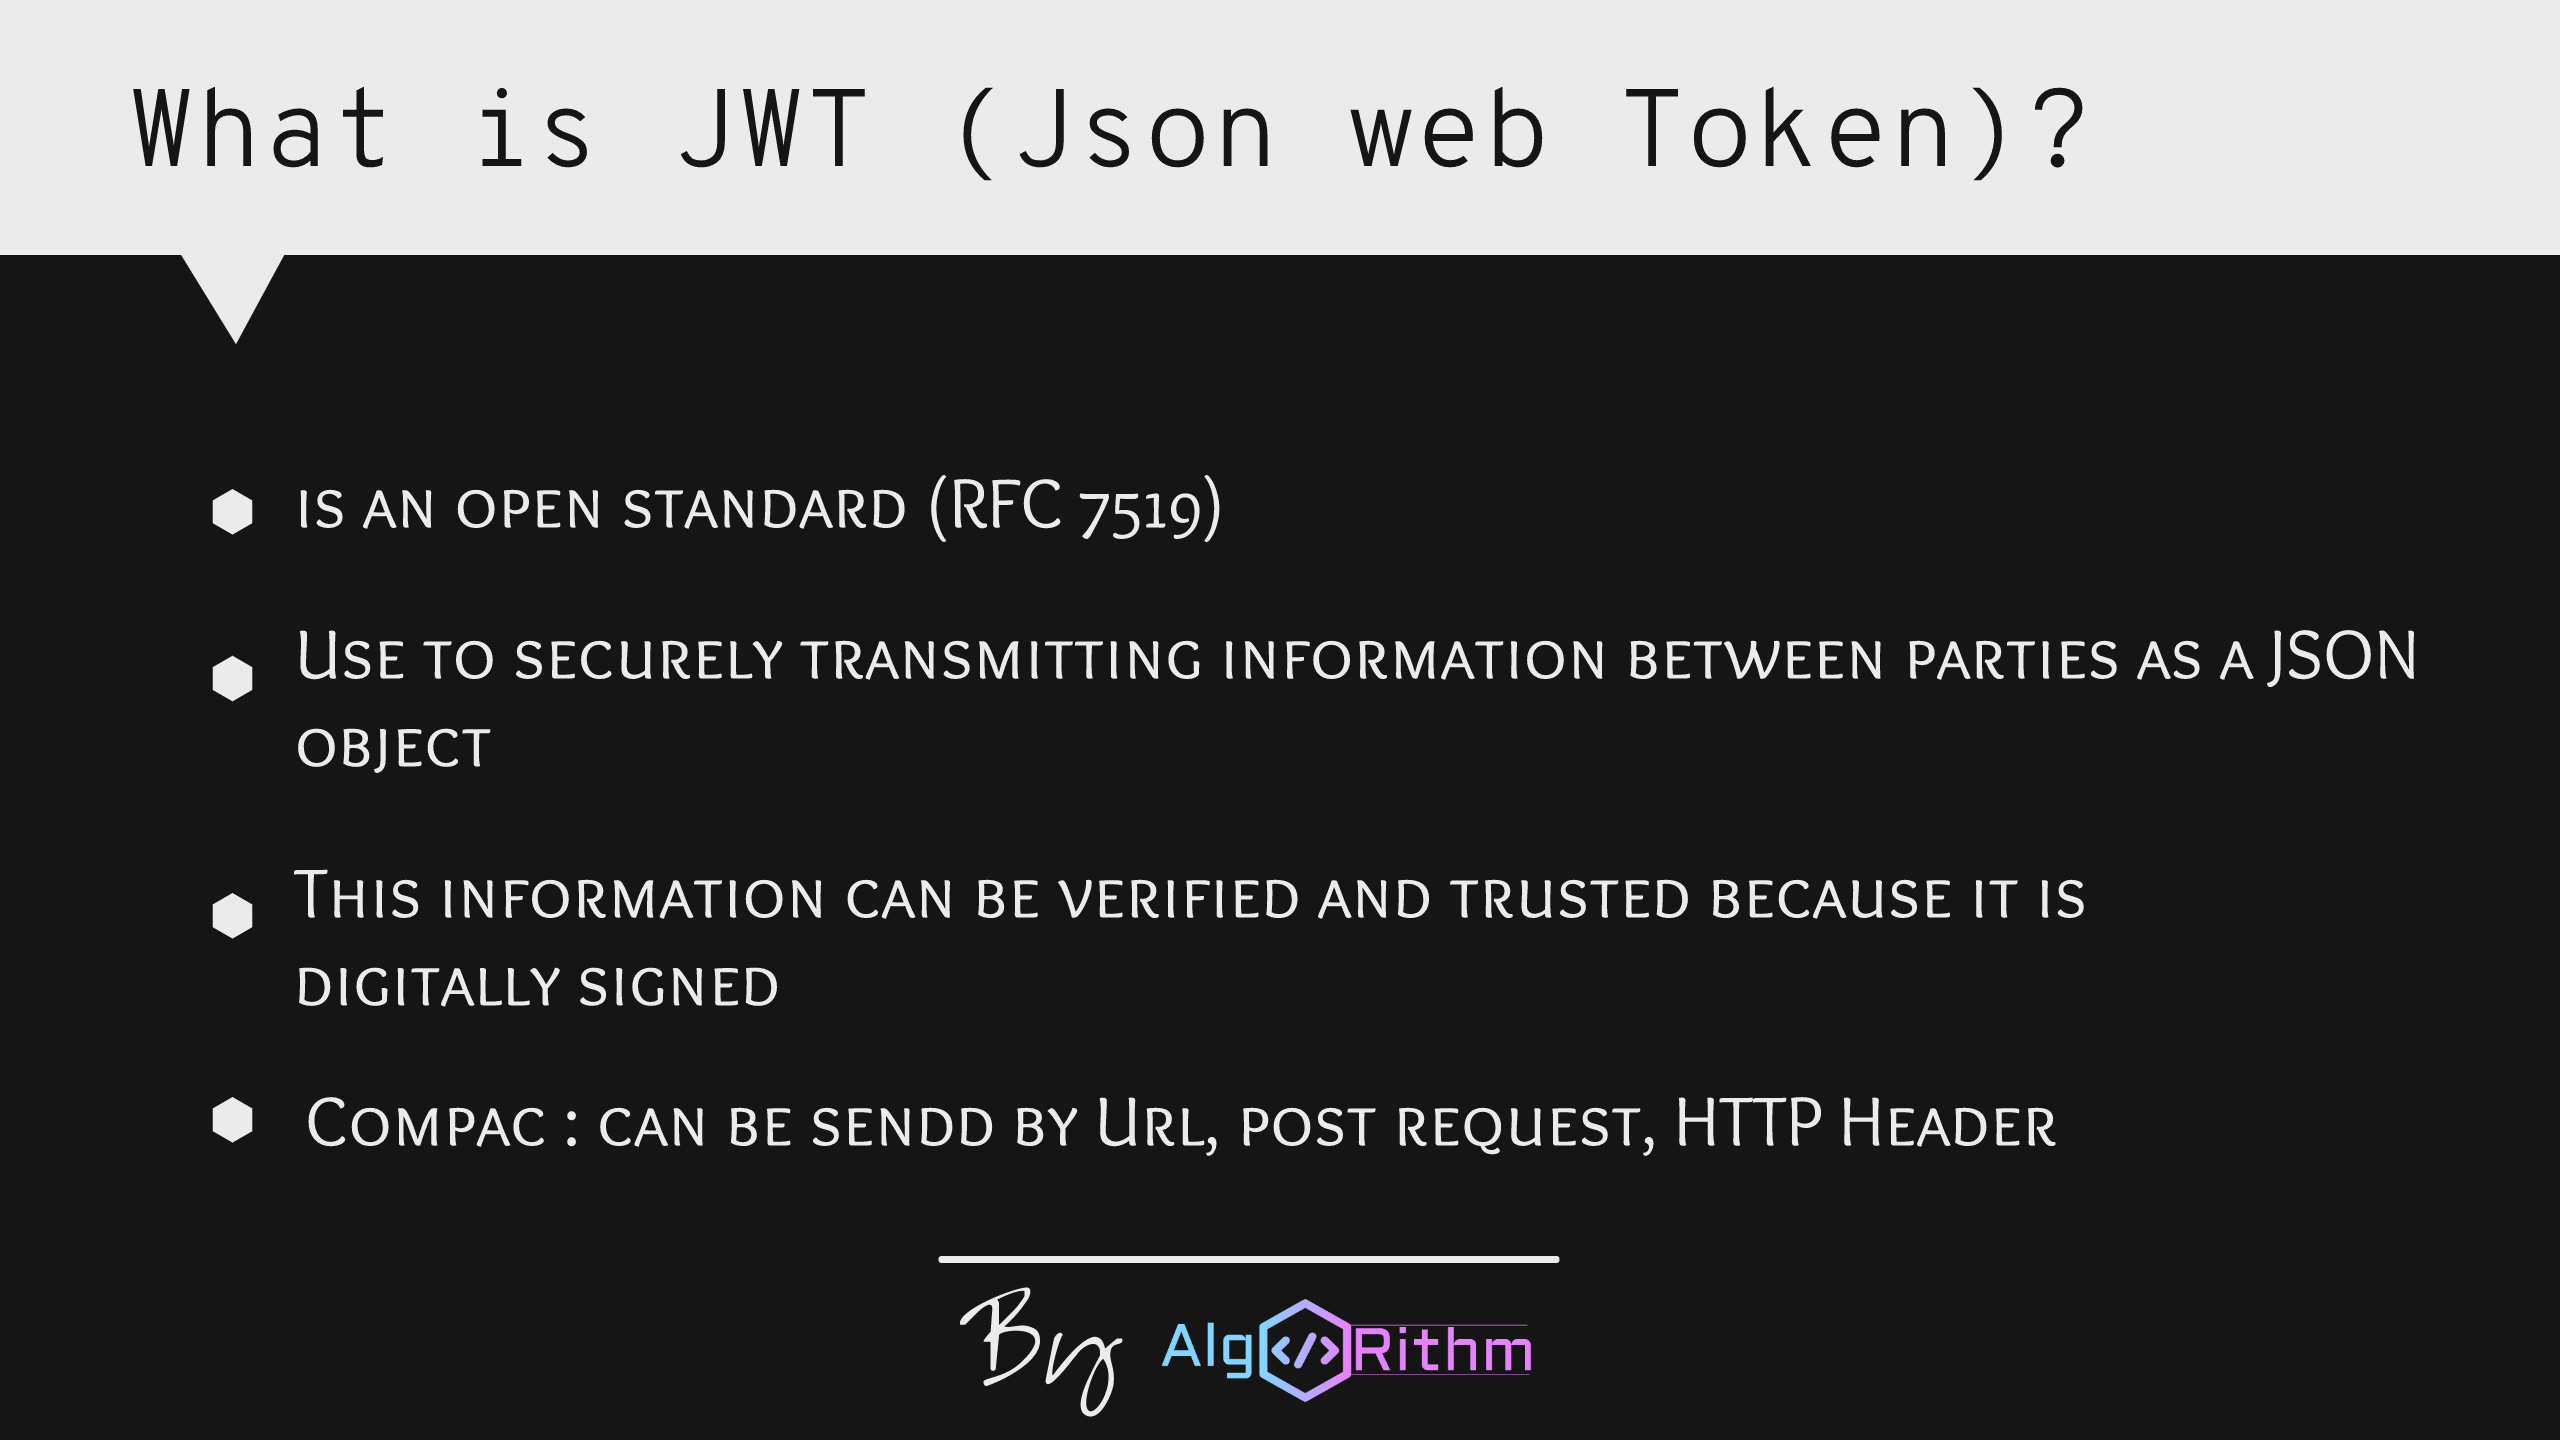 What is JWT (Json web Token)?
is an open standard (RFC 7519)
Use to securely transmitting information between parties as a JSON
object
This information can be verified and trusted because it is
digitally signed
Compac : can be sendd by Url, post request, HTTP Header
By Alg</>Rithm